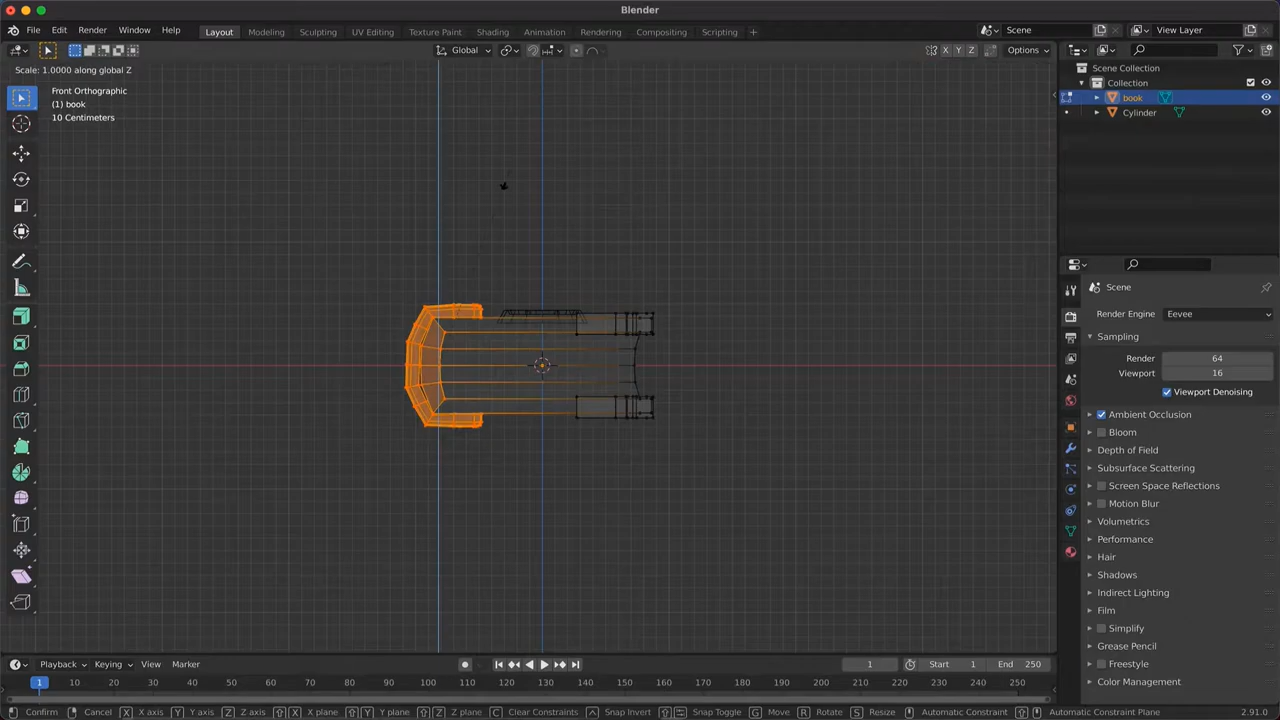 Blender
File Edit Render Window Help
Layout Modeling Sculpting UV Editing Texture Paint Shading Animation Rendering Compositing Scripting +
Scene
View Layer
Global
X Y Z
Options
Scale: 1.0000 along global Z
Front Orthographic
(1) book
10 Centimeters
Scene Collection
Collection
book
Cylinder
Scene
Render Engine Eevee
Sampling
Render 64
Viewport 16
Viewport Denoising
Ambient Occlusion
Bloom
Depth of Field
Subsurface Scattering
Screen Space Reflections
Motion Blur
Volumetrics
Performance
Hair
Shadows
Indirect Lighting
Film
Simplify
Grease Pencil
Freestyle
Color Management
Playback Keying View Marker
1
Start 1
End 250
1 10 20 30 40 50 60 70 80 90 100 110 120 130 140 150 160 170 180 190 200 210 220 230 240 250
Confirm Cancel X X axis Y Y axis Z Z axis X X plane Y Y plane Z Z plane C Clear Constraints Snap Invert Snap Toggle G Move R Rotate S Resize Automatic Constraint Automatic Constraint Plane 2.91.0